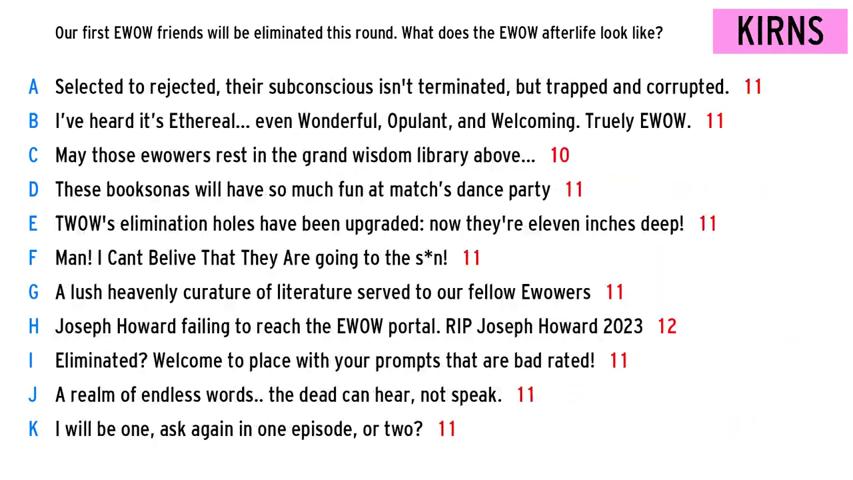 Our first EWOW friends will be eliminated this round. What does the EWOW afterlife look like?
KIRNS
A Selected to rejected, their subconscious isn't terminated, but trapped and corrupted. 11
B I've heard it's Ethereal... even Wonderful, Opulant, and Welcoming. Truely EWOW. 11
C May those ewowers rest in the grand wisdom library above... 10
D These booksonas will have so much fun at match's dance party 11
E TWOW's elimination holes have been upgraded: now they're eleven inches deep! 11
F Man! I Cant Belive That They Are going to the s*n! 11
G A lush heavenly curature of literature served to our fellow Ewowers 11
H Joseph Howard failing to reach the EWOW portal. RIP Joseph Howard 2023 12
I Eliminated? Welcome to place with your prompts that are bad rated! 11
J A realm of endless words.. the dead can hear, not speak. 11
K I will be one, ask again in one episode, or two? 11